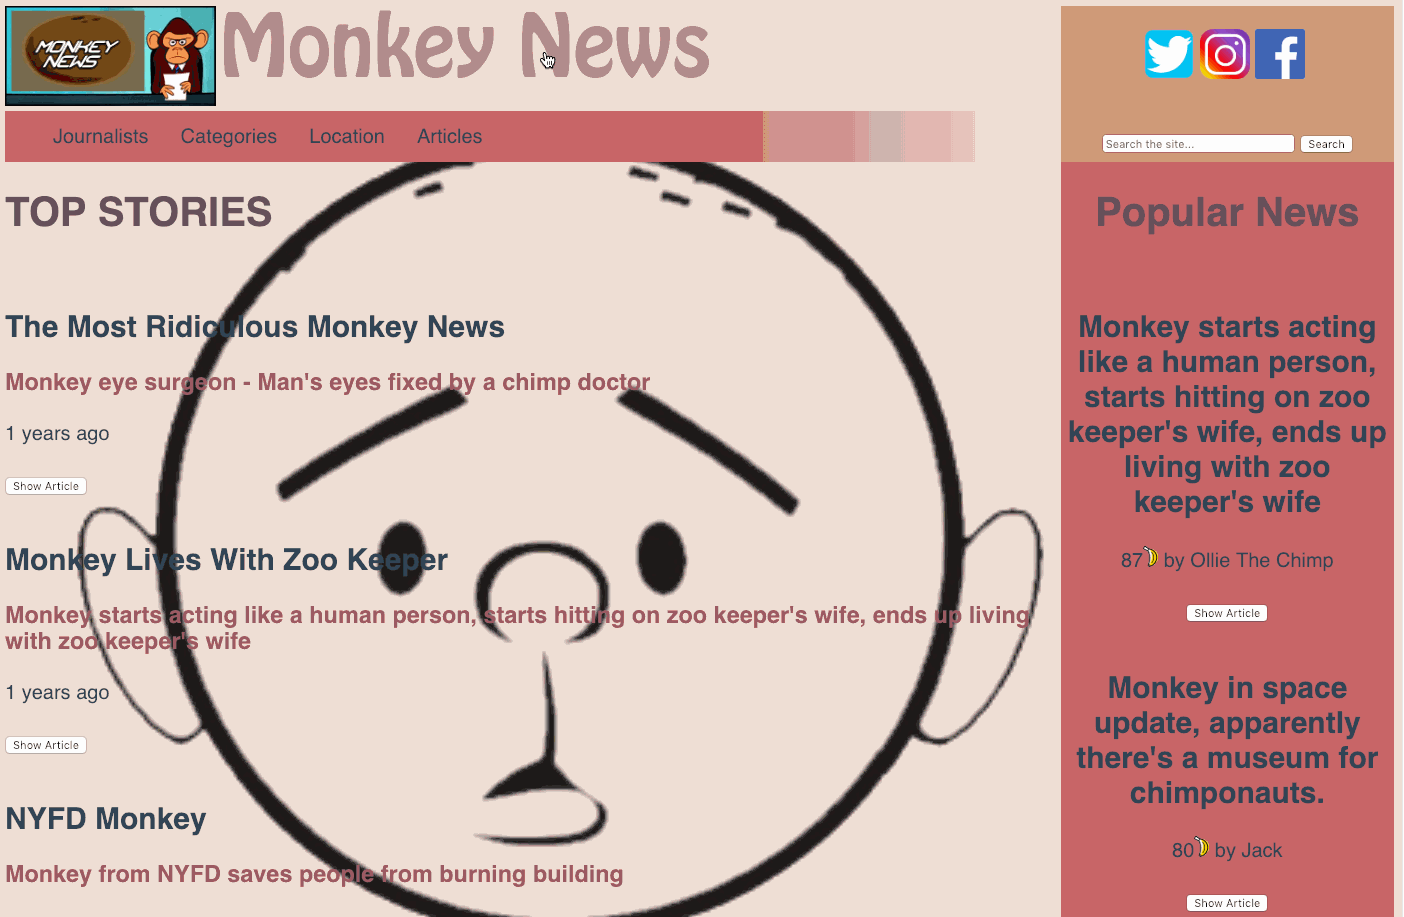 MONKEY
NEWS
Monkey News
Journalists Categories Location Articles
Search the site... Search
TOP STORIES
The Most Ridiculous Monkey News
Monkey eye surgeon - Man's eyes fixed by a chimp doctor
1 years ago
Show Article
Monkey Lives With Zoo Keeper
Monkey starts acting like a human person, starts hitting on zoo keeper's wife, ends up living
with zoo keeper's wife
1 years ago
Show Article
NYFD Monkey
Monkey from NYFD saves people from burning building
Popular News
Monkey starts acting
like a human person,
starts hitting on zoo
keeper's wife, ends up
living with zoo
keeper's wife
87 by Ollie The Chimp
Show Article
Monkey in space
update, apparently
there's a museum for
chimponauts.
80 by Jack
Show Article